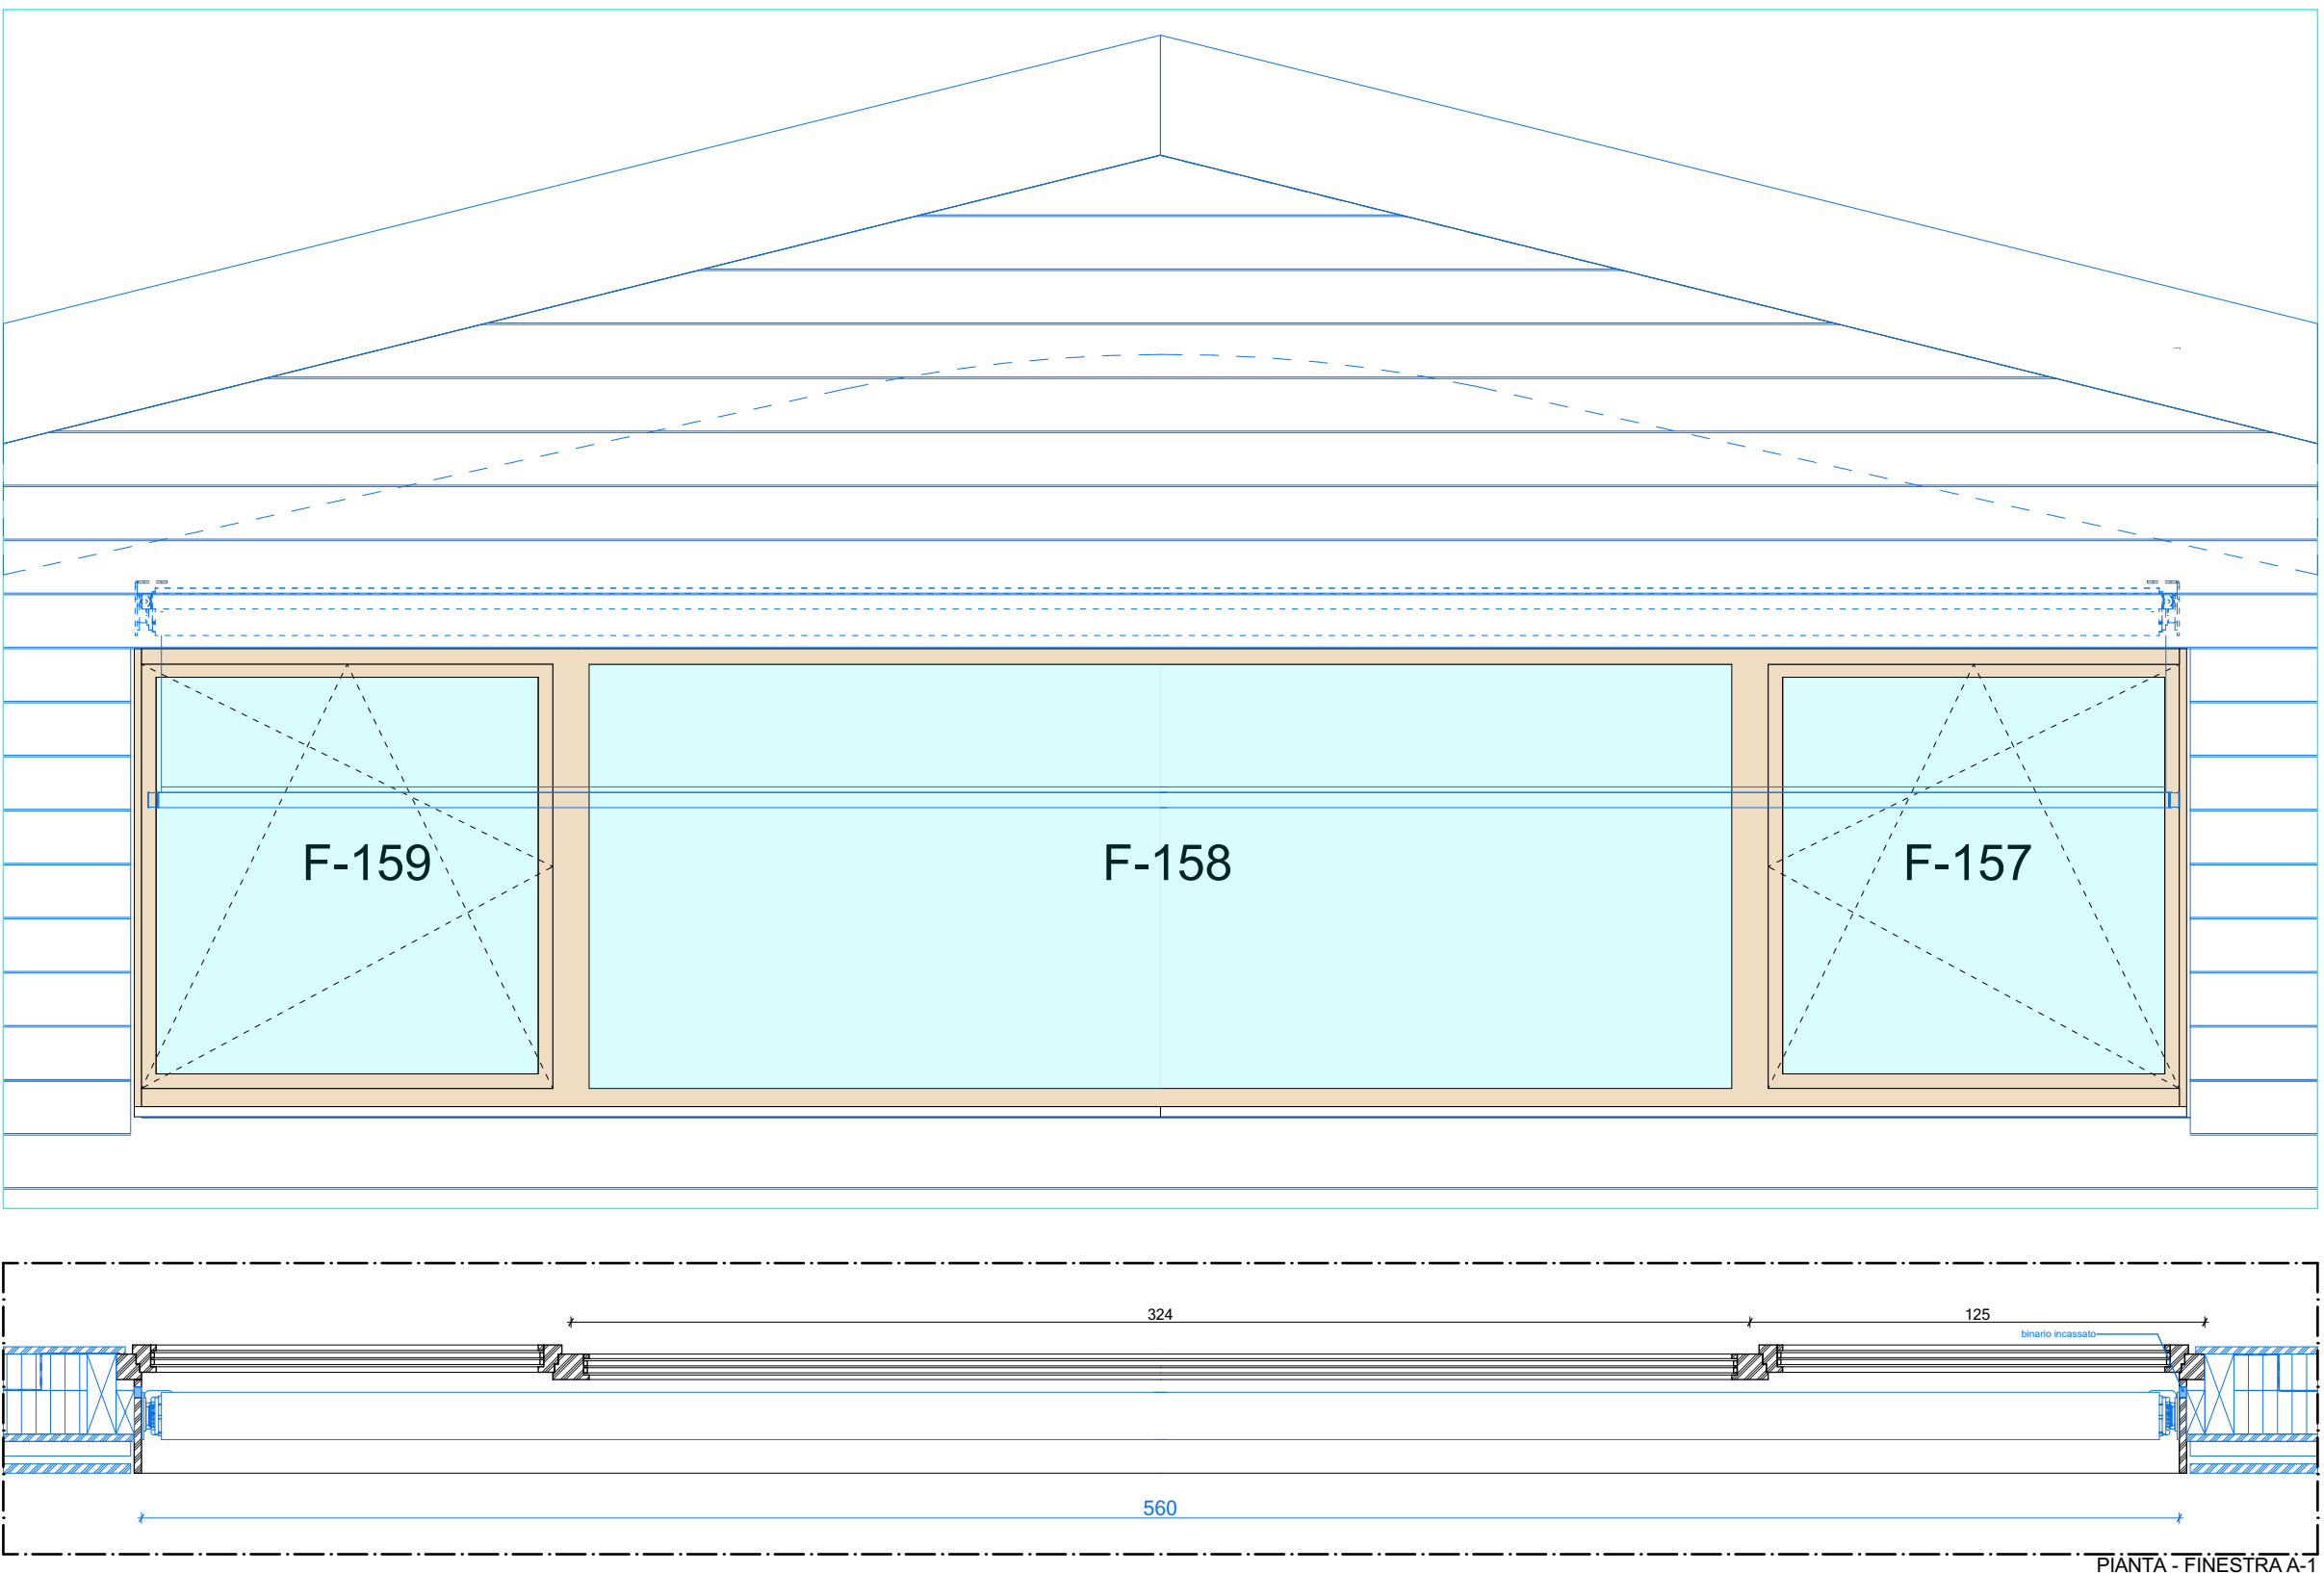 F-159 F-158 F-157
324 125
binario incassato
560
PIANTA - FINESTRA A-1